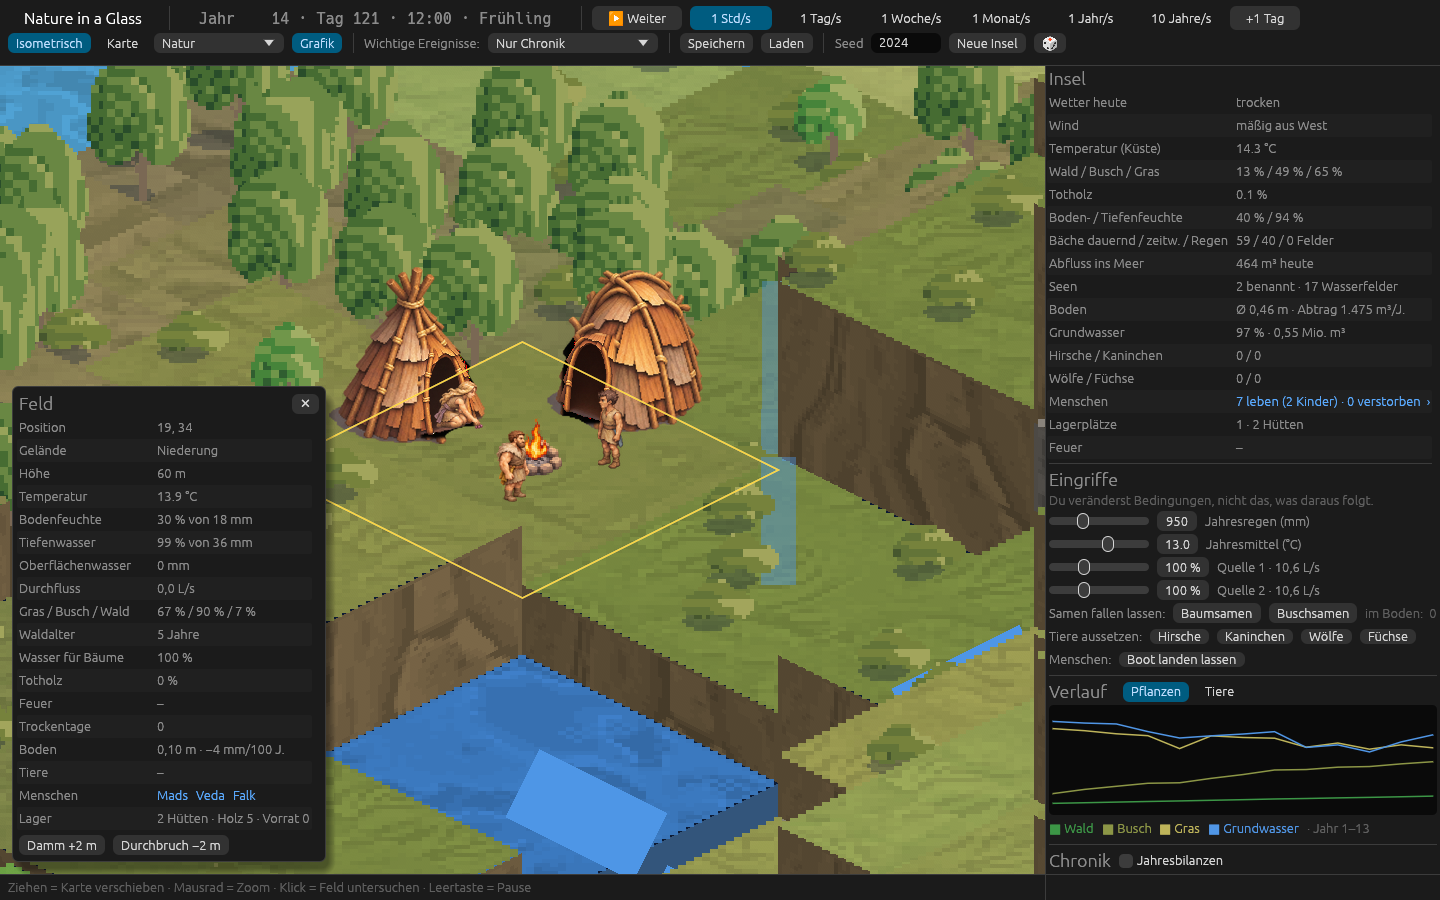 Nature in a Glass
Jahr 14 · Tag 121 · 12:00 · Frühling
Weiter
1 Std/s
1 Tag/s
1 Woche/s
1 Monat/s
1 Jahr/s
10 Jahre/s
+1 Tag
Isometrisch
Karte
Natur
Grafik
Wichtige Ereignisse:
Nur Chronik
Speichern
Laden
Seed
2024
Neue Insel
Feld
Position 19, 34
Gelände Niederung
Höhe 60 m
Temperatur 13.9 °C
Bodenfeuchte 30 % von 18 mm
Tiefenwasser 99 % von 36 mm
Oberflächenwasser 0 mm
Durchfluss 0,0 L/s
Gras / Busch / Wald 67 % / 90 % / 7 %
Waldalter 5 Jahre
Wasser für Bäume 100 %
Totholz 0 %
Feuer –
Trockentage 0
Boden 0,10 m · −4 mm/100 J.
Tiere –
Menschen Mads Veda Falk
Lager 2 Hütten · Holz 5 · Vorrat 0
Damm +2 m
Durchbruch −2 m
Insel
Wetter heute trocken
Wind mäßig aus West
Temperatur (Küste) 14.3 °C
Wald / Busch / Gras 13 % / 49 % / 65 %
Totholz 0.1 %
Boden- / Tiefenfeuchte 40 % / 94 %
Bäche dauernd / zeitw. / Regen 59 / 40 / 0 Felder
Abfluss ins Meer 464 m³ heute
Seen 2 benannt · 17 Wasserfelder
Boden Ø 0,46 m · Abtrag 1.475 m³/J.
Grundwasser 97 % · 0,55 Mio. m³
Hirsche / Kaninchen 0 / 0
Wölfe / Füchse 0 / 0
Menschen 7 leben (2 Kinder) · 0 verstorben ›
Lagerplätze 1 · 2 Hütten
Feuer –
Eingriffe
Du veränderst Bedingungen, nicht das, was daraus folgt.
950 Jahresregen (mm)
13.0 Jahresmittel (°C)
100 % Quelle 1 · 10,6 L/s
100 % Quelle 2 · 10,6 L/s
Samen fallen lassen: Baumsamen Buschsamen im Boden: 0
Tiere aussetzen: Hirsche Kaninchen Wölfe Füchse
Menschen: Boot landen lassen
Verlauf Pflanzen Tiere
Wald Busch Gras Grundwasser · Jahr 1–13
Chronik Jahresbilanzen
Ziehen = Karte verschieben · Mausrad = Zoom · Klick = Feld untersuchen · Leertaste = Pause